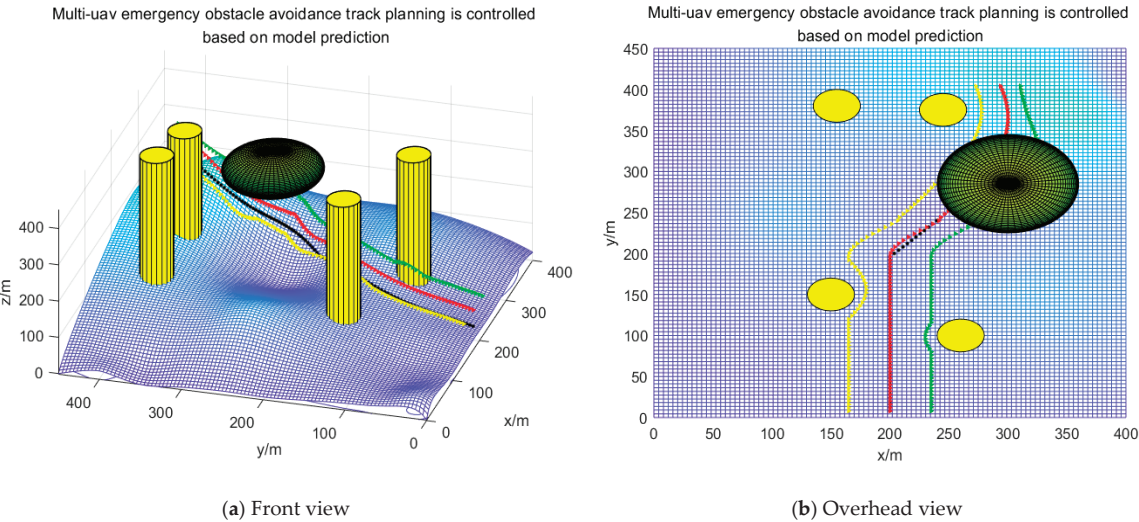 Multi-uav emergency obstacle avoidance track planning is controlled
based on model prediction
400
300
200
100
0
z/m
400
300
200
100
0
y/m
0
100
200
300
400
x/m
(a) Front view
Multi-uav emergency obstacle avoidance track planning is controlled
based on model prediction
450
400
350
300
250
200
150
100
50
0
y/m
0 50 100 150 200 250 300 350 400
x/m
(b) Overhead view